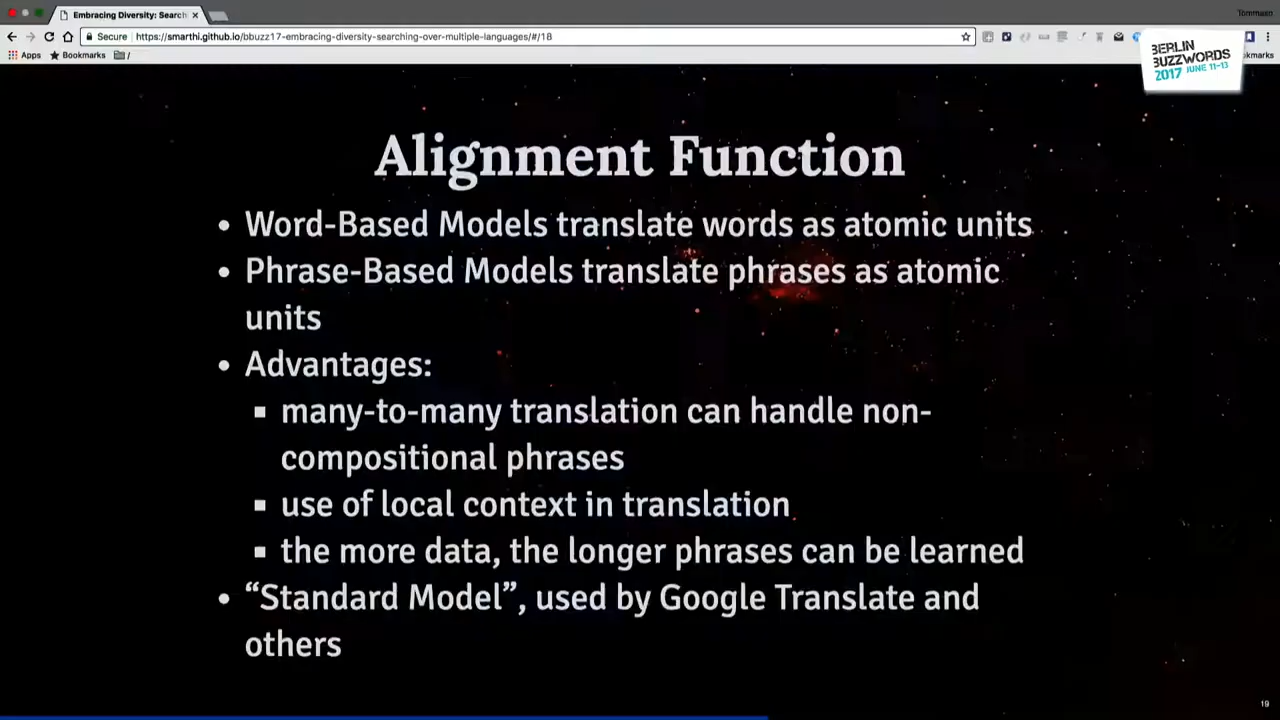 Embracing Diversity: Search
Tommaso
Secure
https://smarthi.github.io/bbuzz17-embracing-diversity-searching-over-multiple-languages/#/18
Apps
Bookmarks
/
okmarks
BERLIN
BUZZWORDS
2017 JUNE 11-13
Alignment Function
• Word-Based Models translate words as atomic units
• Phrase-Based Models translate phrases as atomic
units
• Advantages:
▪ many-to-many translation can handle non-
compositional phrases
▪ use of local context in translation
▪ the more data, the longer phrases can be learned
• “Standard Model”, used by Google Translate and
others
19